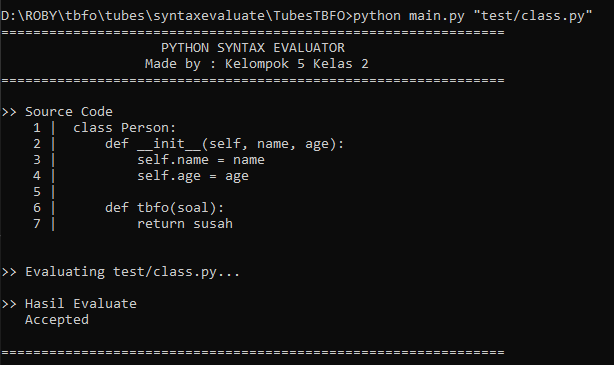 D:\ROBY\tbfo\tubes\syntaxevaluate\TubesTBFO>python main.py "test/class.py"
===============================================================
PYTHON SYNTAX EVALUATOR
Made by : Kelompok 5 Kelas 2
===============================================================
>> Source Code
1 | class Person:
2 |     def __init__(self, name, age):
3 |         self.name = name
4 |         self.age = age
5 |
6 |     def tbfo(soal):
7 |         return susah
>> Evaluating test/class.py...
>> Hasil Evaluate
Accepted
===============================================================